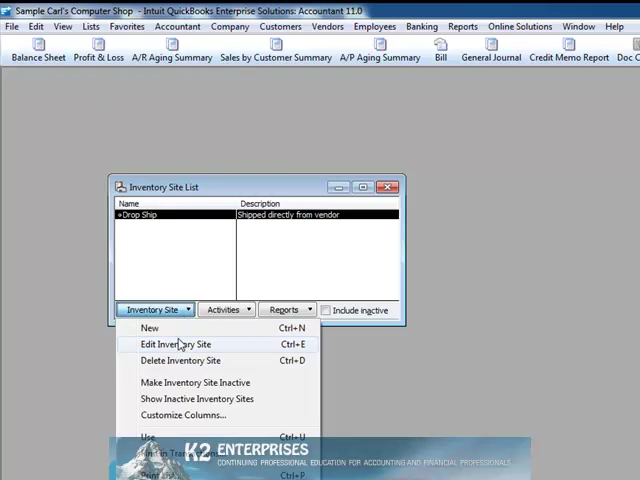 Sample Carl's Computer Shop - Intuit QuickBooks Enterprise Solutions: Accountant 11.0
File Edit View Lists Favorites Accountant Company Customers Vendors Employees Banking Reports Online Solutions Window Help
Balance Sheet Profit & Loss A/R Aging Summary Sales by Customer Summary A/P Aging Summary Bill General Journal Credit Memo Report Doc
Inventory Site List
Name Description
Drop Ship Shipped directly from vendor
Inventory Site Activities Reports Include inactive
New Ctrl+N
Edit Inventory Site Ctrl+E
Delete Inventory Site Ctrl+D
Make Inventory Site Inactive
Show Inactive Inventory Sites
Customize Columns...
Use Ctrl+U
K2 ENTERPRISES
CONTINUING PROFESSIONAL EDUCATION FOR ACCOUNTING AND FINANCIAL PROFESSIONALS
Ctrl+P